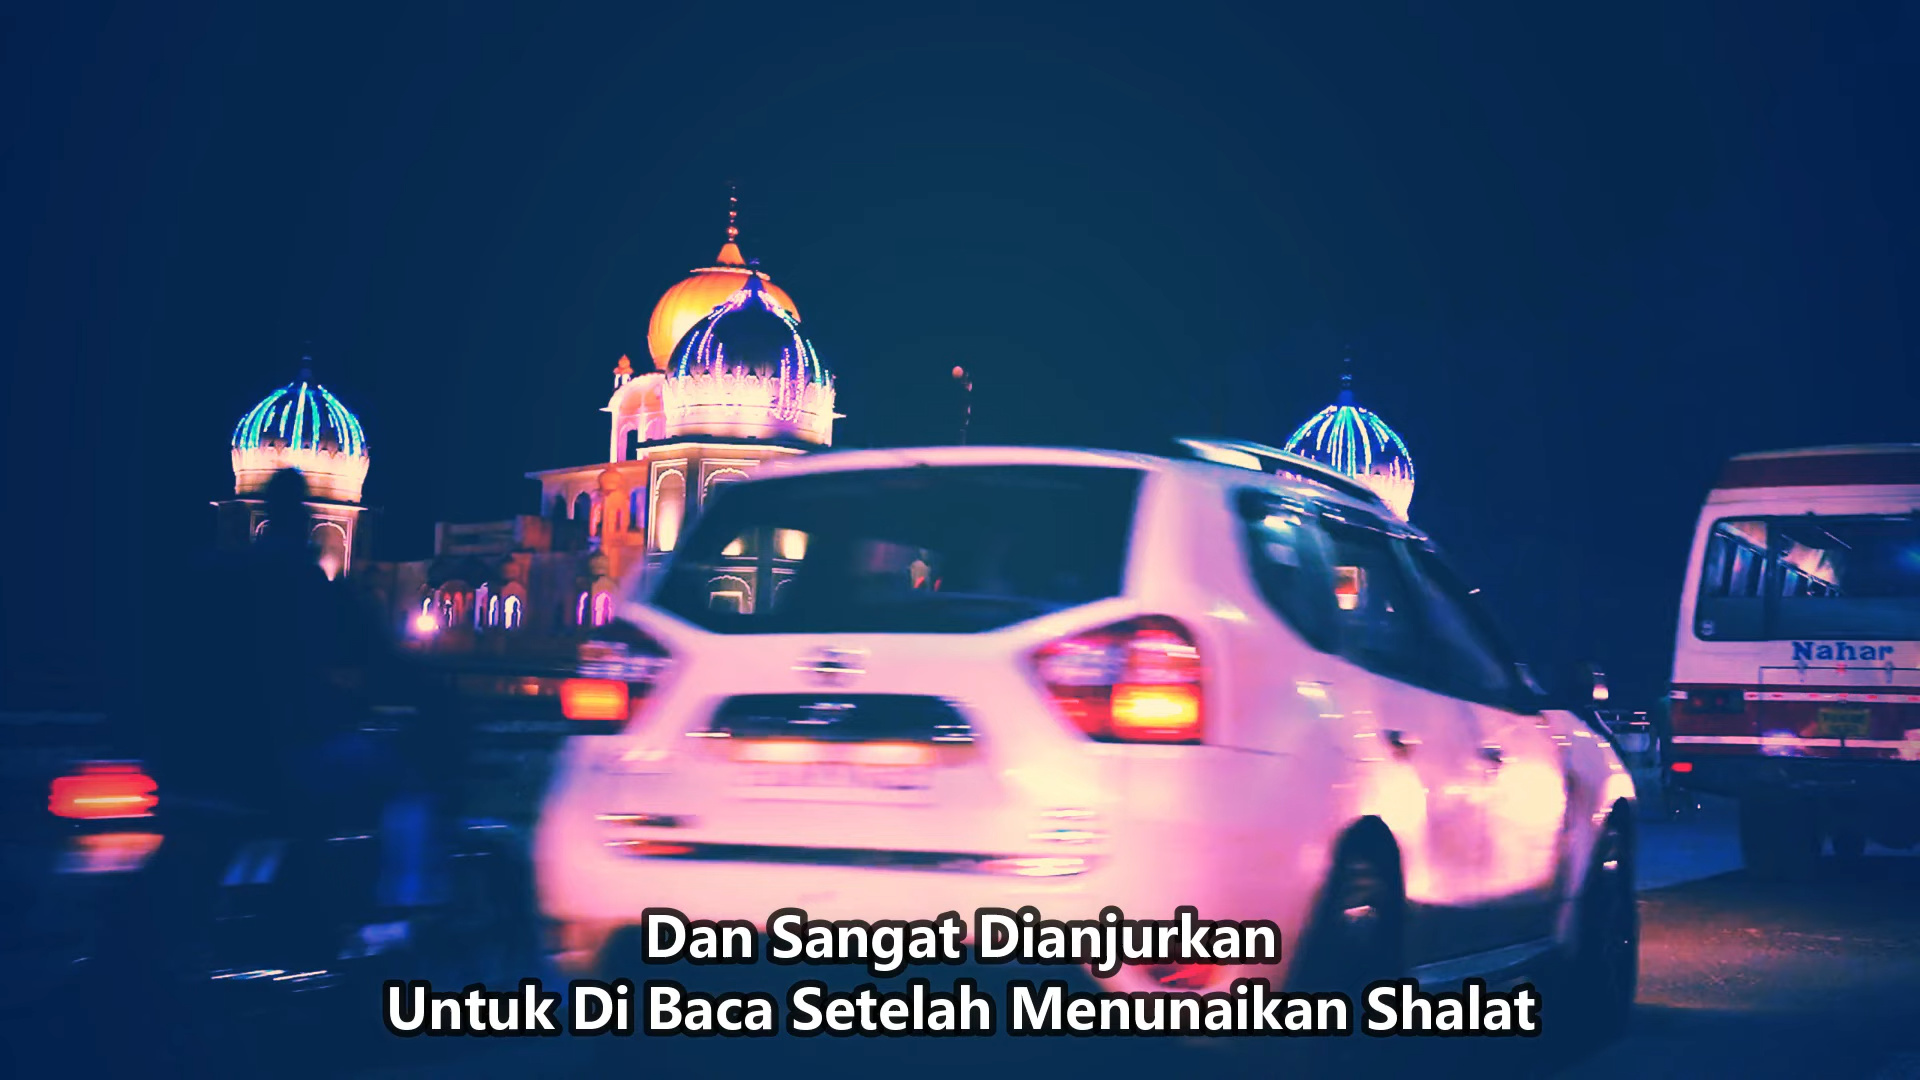 Nahar
Dan Sangat Dianjurkan
Untuk Di Baca Setelah Menunaikan Shalat